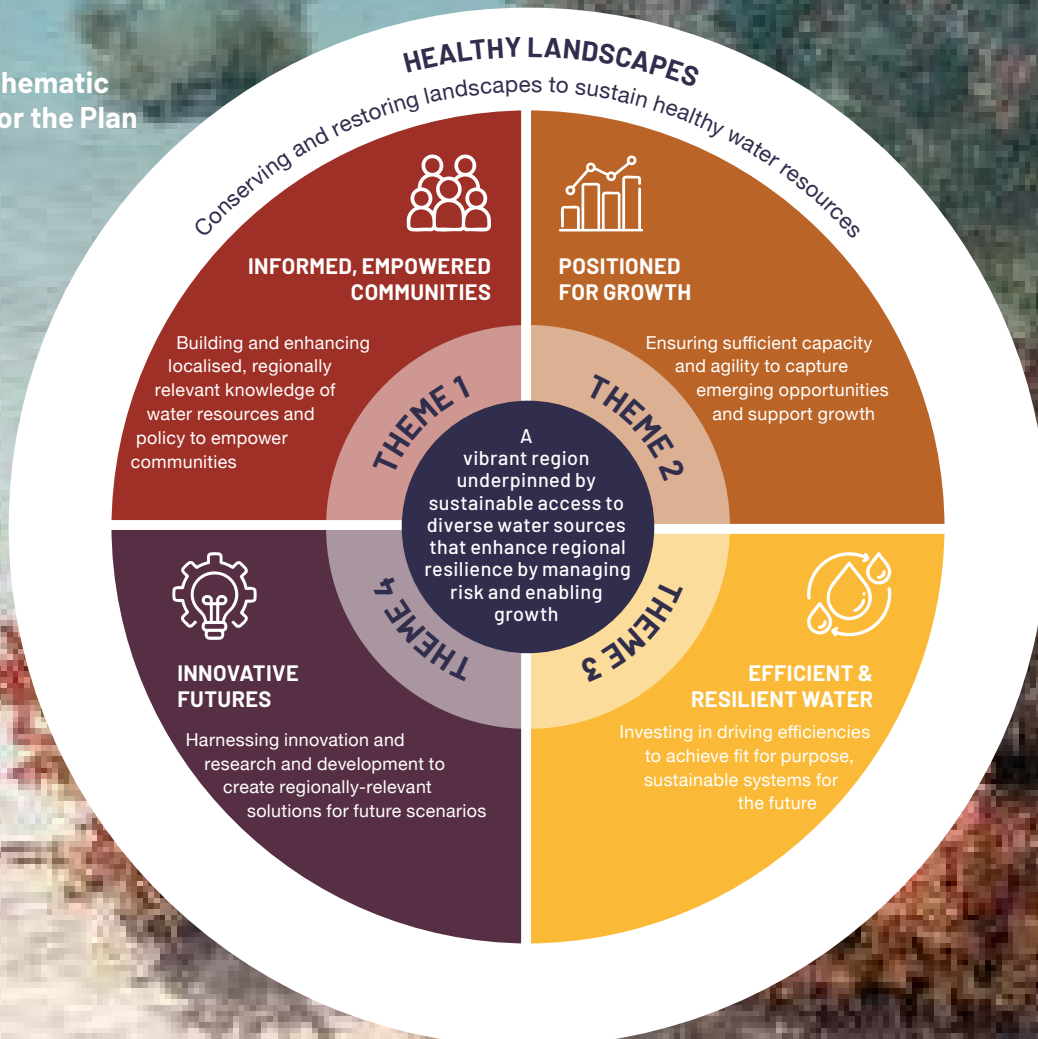 hematic
or the Plan
HEALTHY LANDSCAPES
Conserving and restoring landscapes to sustain healthy water resources
INFORMED, EMPOWERED
COMMUNITIES
Building and enhancing
localised, regionally
relevant knowledge of
water resources and
policy to empower
communities
THEME 1
POSITIONED
FOR GROWTH
Ensuring sufficient capacity
and agility to capture
emerging opportunities
and support growth
THEME 2
A
vibrant region
underpinned by
sustainable access to
diverse water sources
that enhance regional
resilience by managing
risk and enabling
growth
THEME 3
EFFICIENT &
RESILIENT WATER
Investing in driving efficiencies
to achieve fit for purpose,
sustainable systems for
the future
THEME 4
INNOVATIVE
FUTURES
Harnessing innovation and
research and development to
create regionally-relevant
solutions for future scenarios